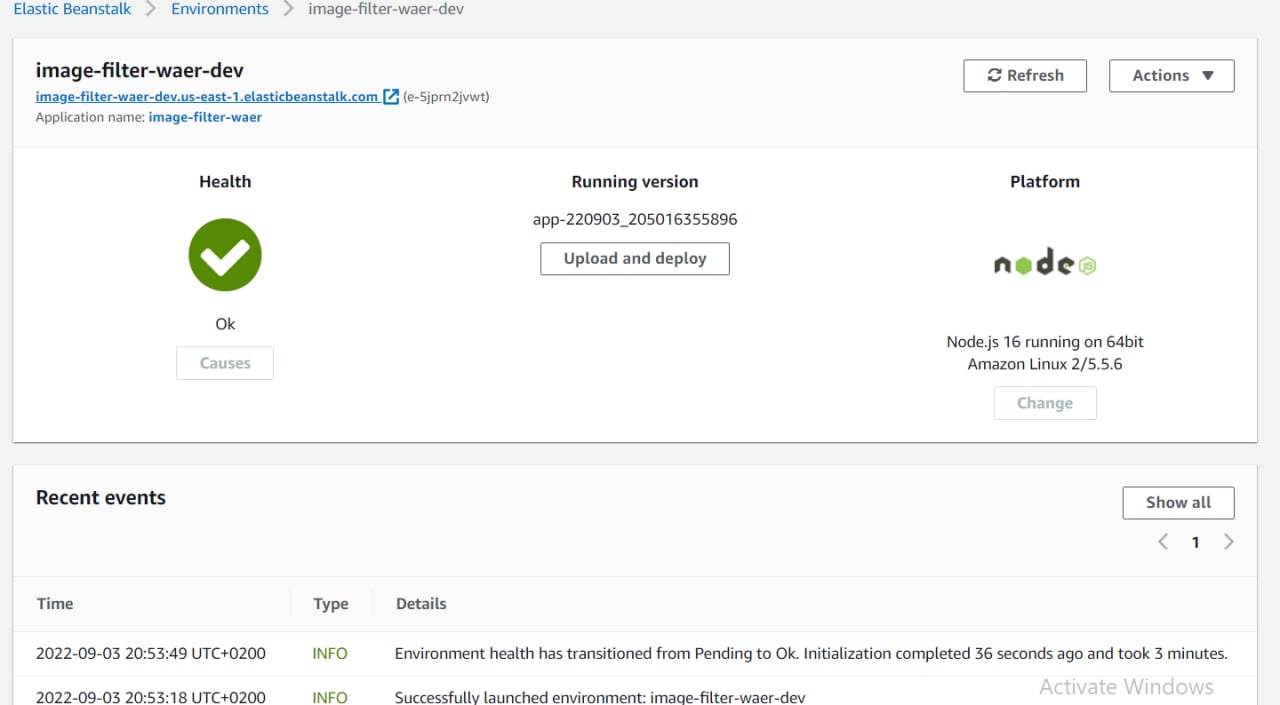 Elastic Beanstalk > Environments > image-filter-waer-dev
image-filter-waer-dev
Refresh
Actions
image-filter-waer-dev.us-east-1.elasticbeanstalk.com (e-5jprn2jvwt)
Application name: image-filter-waer
Health
Ok
Causes
Running version
app-220903_205016355896
Upload and deploy
Platform
node JS
Node.js 16 running on 64bit
Amazon Linux 2/5.5.6
Change
Recent events
Show all
1
Time Type Details
2022-09-03 20:53:49 UTC+0200 INFO Environment health has transitioned from Pending to Ok. Initialization completed 36 seconds ago and took 3 minutes.
2022-09-03 20:53:18 UTC+0200 INFO Successfully launched environment: image-filter-waer-dev
Activate Windows